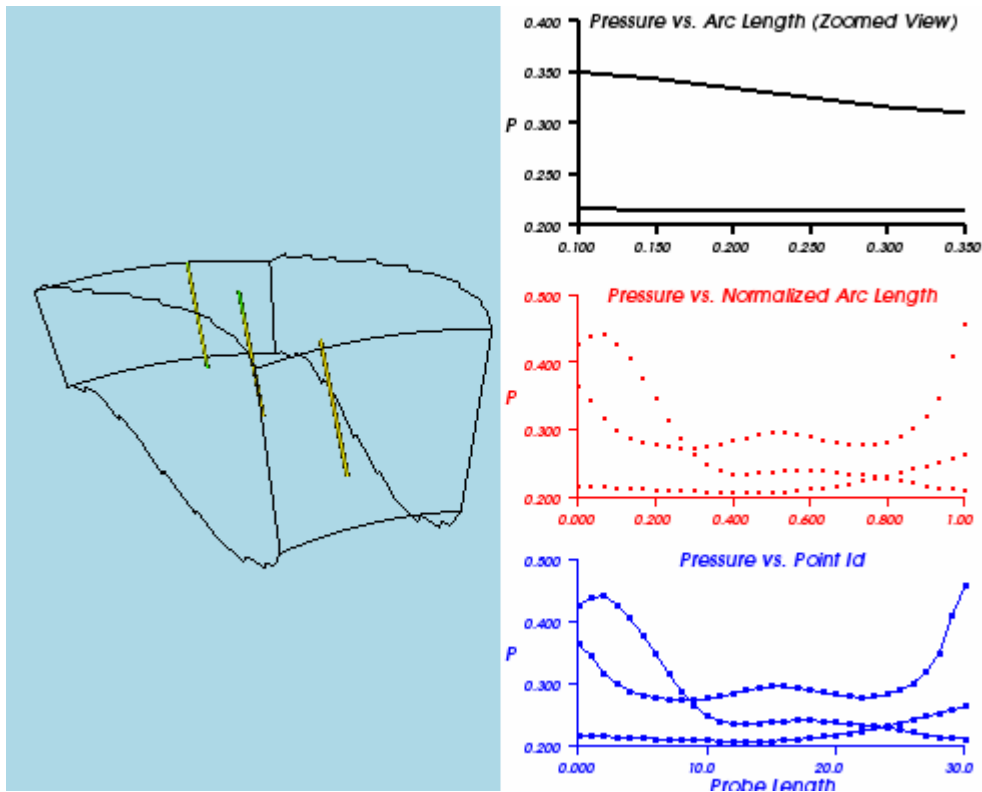 Pressure vs. Arc Length (Zoomed View)
0.400
0.350
0.300
0.250
0.200
P
0.100 0.150 0.200 0.250 0.300 0.350
Pressure vs. Normalized Arc Length
0.500
0.400
0.300
0.200
P
0.000 0.200 0.400 0.600 0.800 1.00
Pressure vs. Point Id
0.500
0.400
0.300
0.200
P
0.000 10.0 20.0 30.0
Probe Length